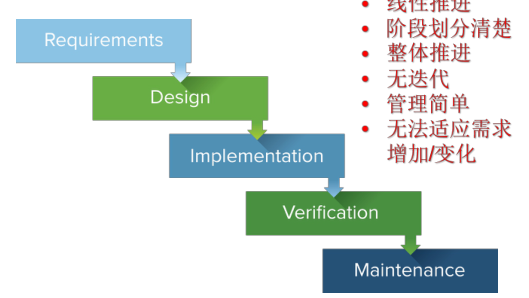 Requirements
Design
Implementation
Verification
Maintenance
线性推进
阶段划分清楚
整体推进
无迭代
管理简单
无法适应需求
增加/变化